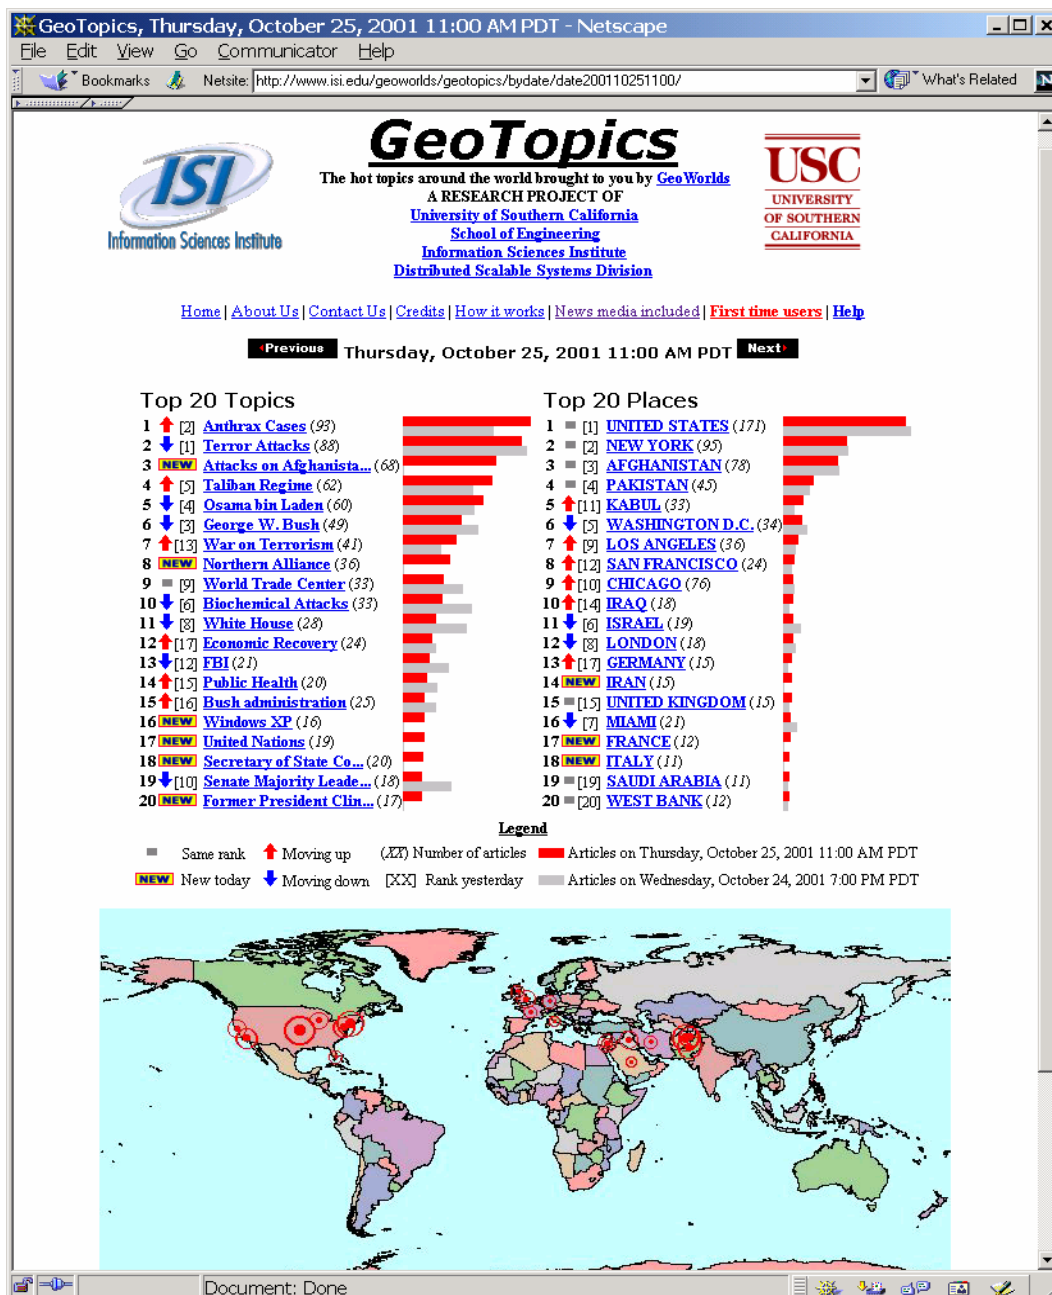 GeoTopics, Thursday, October 25, 2001 11:00 AM PDT - Netscape
File Edit View Go Communicator Help
Bookmarks Netsite: http://www.isi.edu/geoworlds/geotopics/bydate/date200110251100/ What's Related N
ISI
Information Sciences Institute
GeoTopics
The hot topics around the world brought to you by GeoWorlds
A RESEARCH PROJECT OF
University of Southern California
School of Engineering
Information Sciences Institute
Distributed Scalable Systems Division
USC
UNIVERSITY
OF SOUTHERN
CALIFORNIA
Home | About Us | Contact Us | Credits | How it works | News media included | First time users | Help
Previous Thursday, October 25, 2001 11:00 AM PDT Next
Top 20 Topics
1 [2] Anthrax Cases (93)
2 [1] Terror Attacks (88)
3 NEW Attacks on Afghanista... (68)
4 [5] Taliban Regime (62)
5 [4] Osama bin Laden (60)
6 [3] George W. Bush (49)
7 [13] War on Terrorism (41)
8 NEW Northern Alliance (36)
9 [9] World Trade Center (33)
10 [6] Biochemical Attacks (33)
11 [8] White House (28)
12 [17] Economic Recovery (24)
13 [12] FBI (21)
14 [15] Public Health (20)
15 [16] Bush administration (25)
16 NEW Windows XP (16)
17 NEW United Nations (19)
18 NEW Secretary of State Co... (20)
19 [10] Senate Majority Leade... (18)
20 NEW Former President Clin... (17)
Top 20 Places
1 [1] UNITED STATES (171)
2 [2] NEW YORK (95)
3 [3] AFGHANISTAN (78)
4 [4] PAKISTAN (45)
5 [11] KABUL (33)
6 [5] WASHINGTON D.C. (34)
7 [9] LOS ANGELES (36)
8 [12] SAN FRANCISCO (24)
9 [10] CHICAGO (76)
10 [14] IRAQ (18)
11 [6] ISRAEL (19)
12 [8] LONDON (18)
13 [17] GERMANY (15)
14 NEW IRAN (15)
15 [15] UNITED KINGDOM (15)
16 [7] MIAMI (21)
17 NEW FRANCE (12)
18 NEW ITALY (11)
19 [19] SAUDI ARABIA (11)
20 [20] WEST BANK (12)
Legend
Same rank Moving up (XX) Number of articles Articles on Thursday, October 25, 2001 11:00 AM PDT
NEW New today Moving down [XX] Rank yesterday Articles on Wednesday, October 24, 2001 7:00 PM PDT
Document: Done